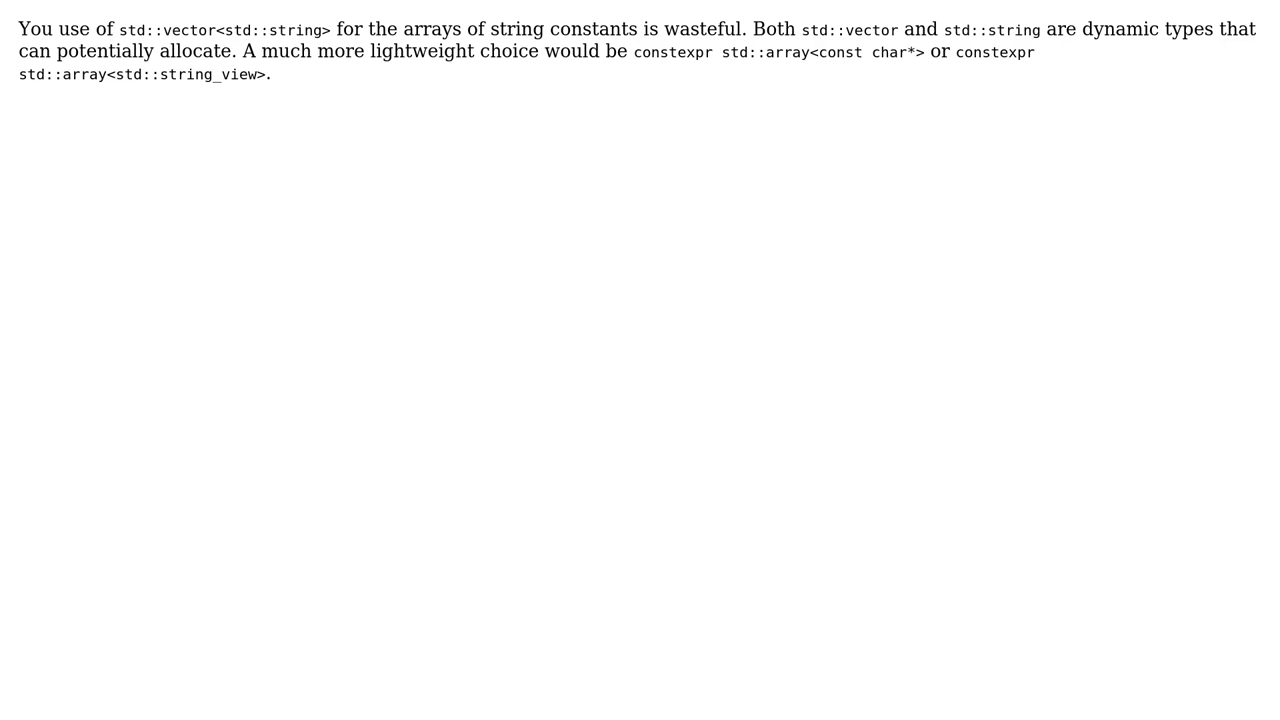 You use of std::vector<std::string> for the arrays of string constants is wasteful. Both std::vector and std::string are dynamic types that
can potentially allocate. A much more lightweight choice would be constexpr std::array<const char*> or constexpr
std::array<std::string_view>.